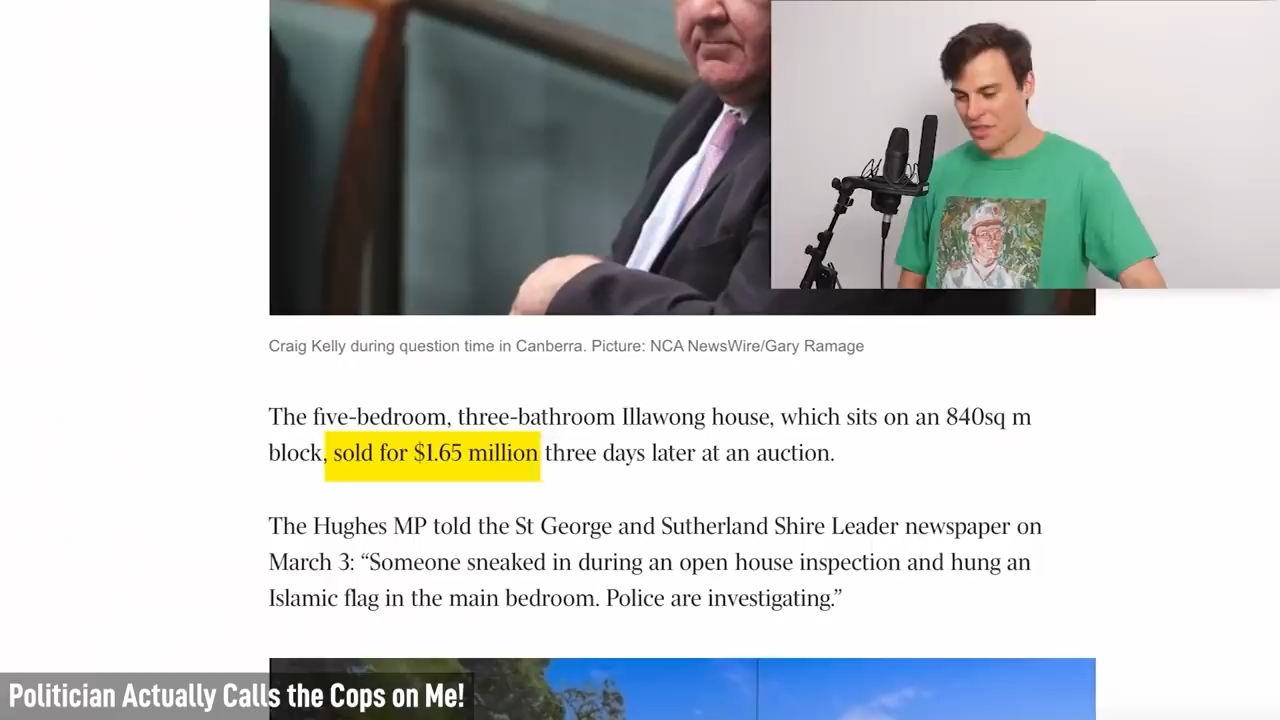 Craig Kelly during question time in Canberra. Picture: NCA NewsWire/Gary Ramage
The five-bedroom, three-bathroom Illawong house, which sits on an 840sq m
block, sold for $1.65 million three days later at an auction.
The Hughes MP told the St George and Sutherland Shire Leader newspaper on
March 3: “Someone sneaked in during an open house inspection and hung an
Islamic flag in the main bedroom. Police are investigating.”
Politician Actually Calls the Cops on Me!